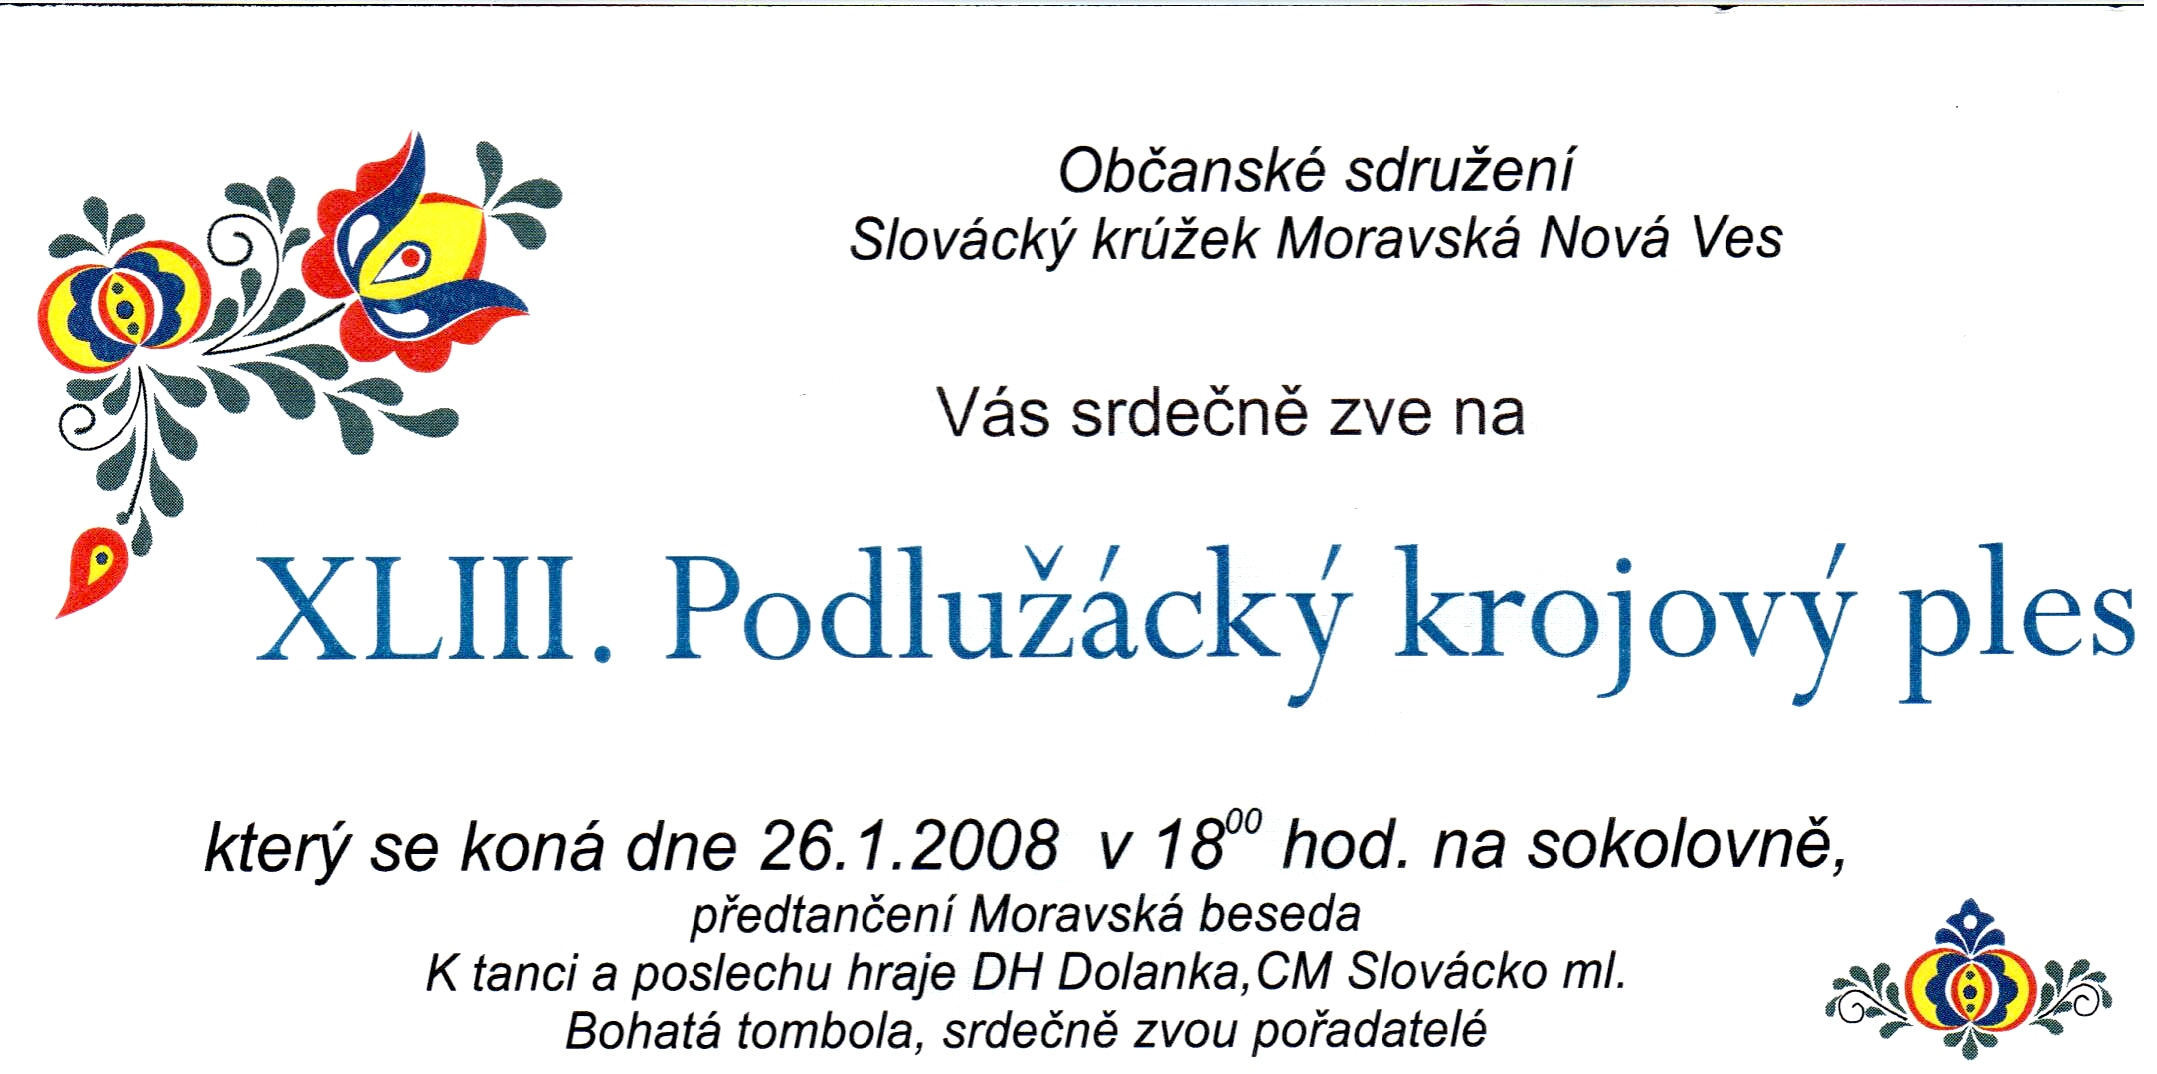 Občanské sdružení
Slovácký krúžek Moravská Nová Ves
Vás srdečně zve na
XLIII. Podlužácký krojový ples
který se koná dne 26.1.2008 v 18⁰⁰ hod. na sokolovně,
předtančení Moravská beseda
K tanci a poslechu hraje DH Dolanka,CM Slovácko ml.
Bohatá tombola, srdečně zvou pořadatelé